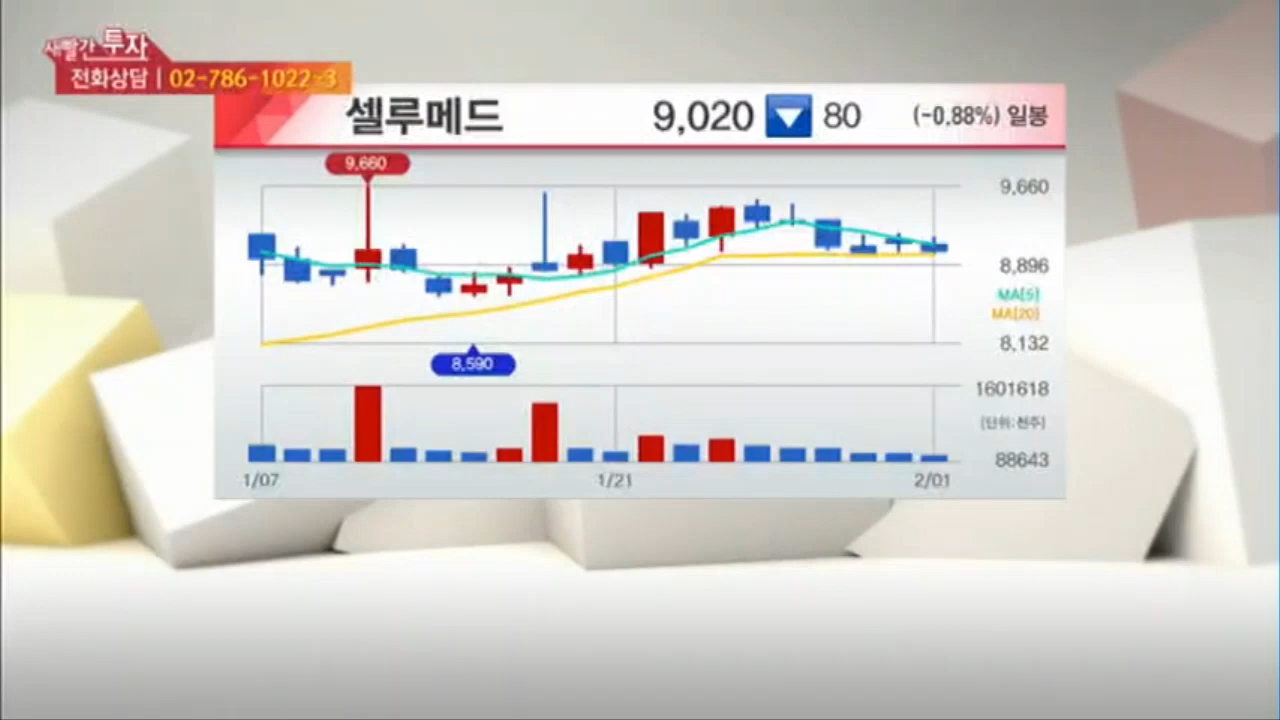 새빨간 투자
전화상담 | 02-786-1022~3
셀루메드 9,020 ▼ 80 (-0.88%) 일봉
9,660
9,660
8,896
MA[5]
MA[20]
8,132
8,590
1601618
[단위:천주]
88643
1/07 1/21 2/01